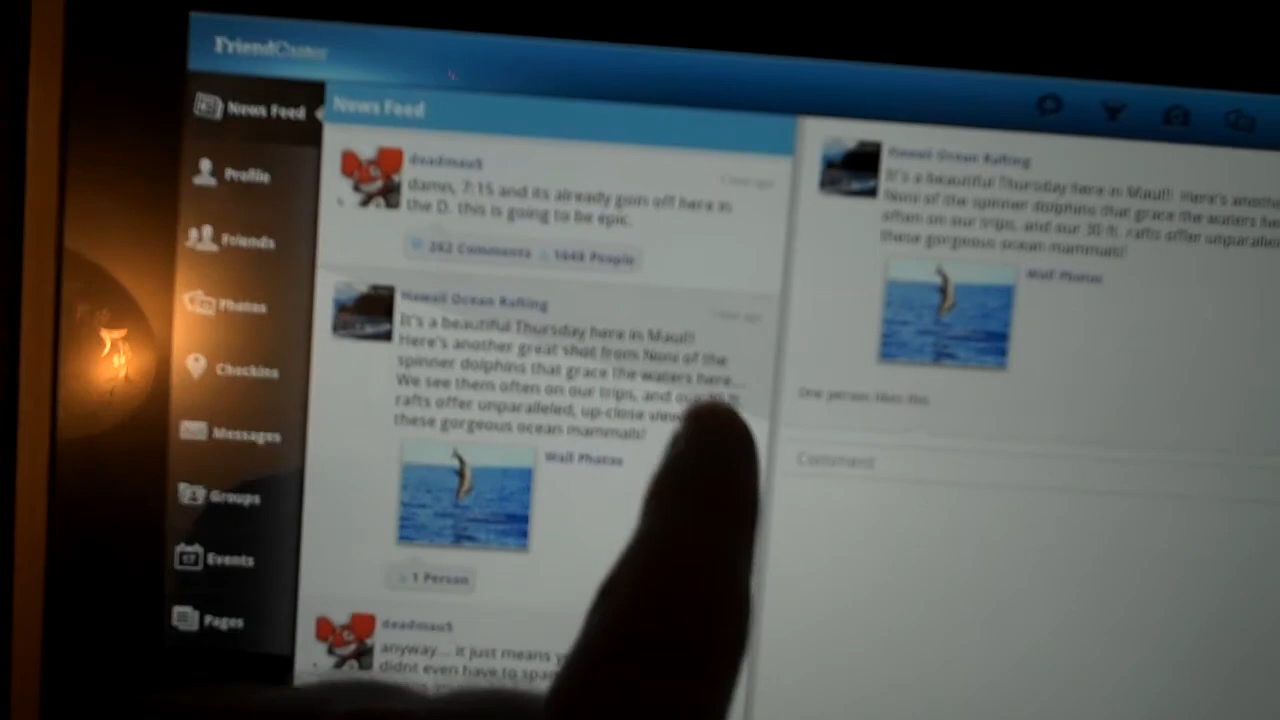 FriendCaster
News Feed
Profile
Friends
Photos
Checkins
Messages
Groups
Events
Pages
News Feed
deadmau5
damn, 7:15 and its already goin off here in
the D. this is going to be epic.
262 Comments
1648 People
Hawaii Ocean Rafting
It's a beautiful Thursday here in Maui!
Here's another great shot from Noni of the
spinner dolphins that grace the waters here...
We see them often on our trips, and our 30 ft.
rafts offer unparalleled, up-close view
these gorgeous ocean mammals!
Wall Photos
1 Person
deadmau5
anyway... it just means
didnt even have to
Hawaii Ocean Rafting
It's a beautiful Thursday here in Maui! Here's another
Noni of the spinner dolphins that grace the waters
often on our trips, and our 30 ft. rafts offer
these gorgeous ocean mammals!
Wall Photos
One person likes this
Comment